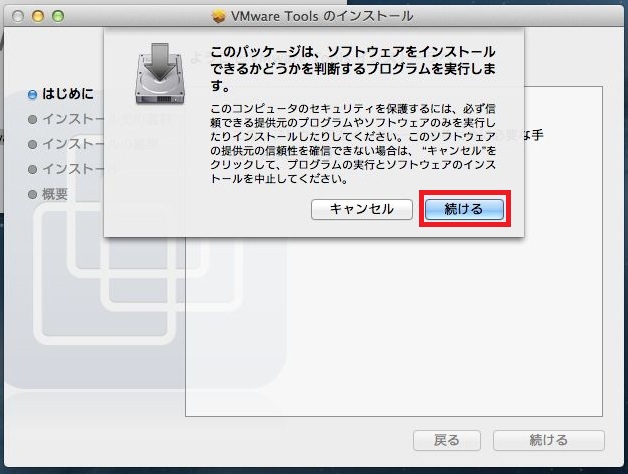 VMware Tools のインストール
このパッケージは、ソフトウェアをインストール
できるかどうかを判断するプログラムを実行しま
す。
このコンピュータのセキュリティを保護するには、必ず信
頼できる提供元のプログラムやソフトウェアのみを実行し
たりインストールしたりしてください。このソフトウェア
の提供元の信頼性を確信できない場合は、“キャンセル”を
クリックして、プログラムの実行とソフトウェアのインス
トールを中止してください。
キャンセル
続ける
はじめに
インストー
インストー
インストー
概要
な手
戻る
続ける